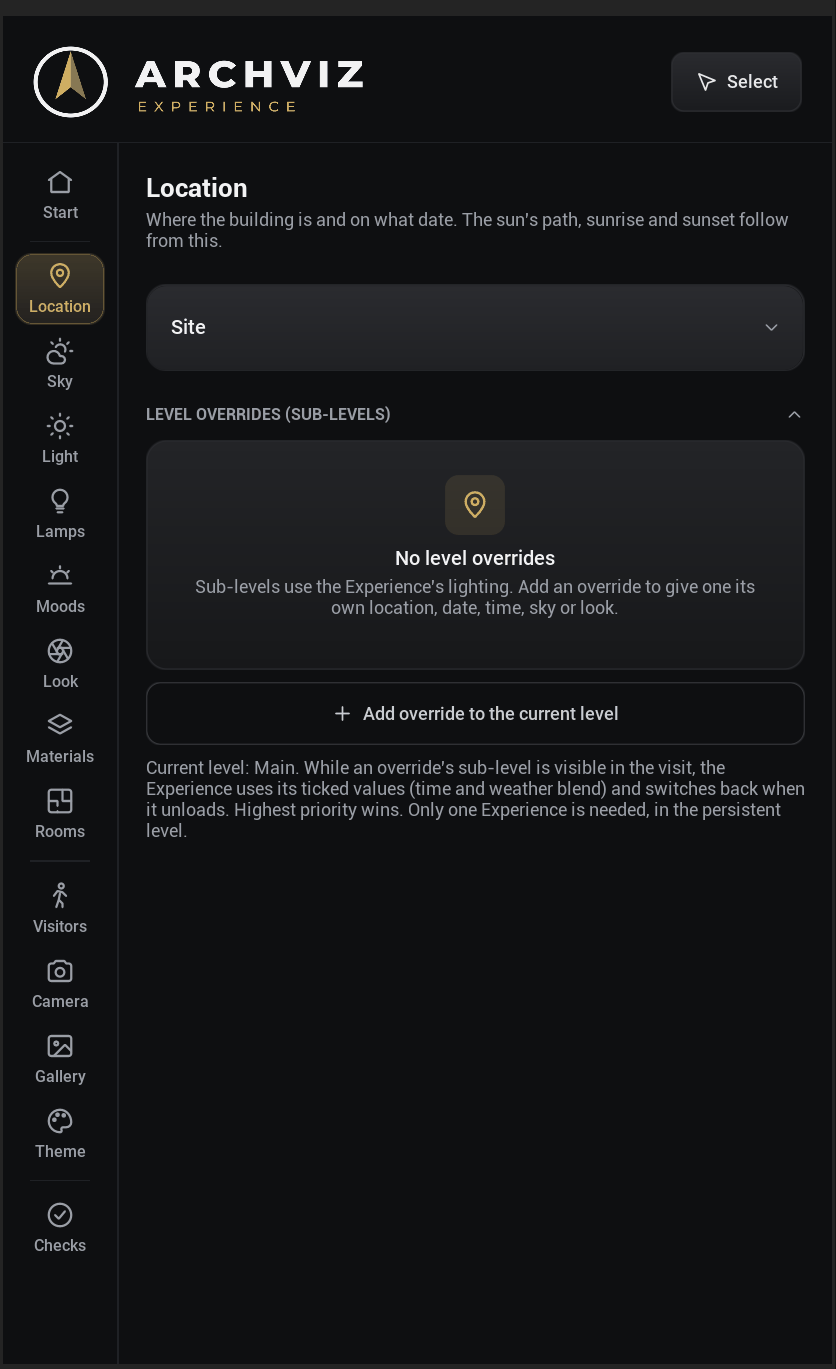 ARCHVIZ
EXPERIENCE
Select
Start
Location
Sky
Light
Lamps
Moods
Look
Materials
Rooms
Visitors
Camera
Gallery
Theme
Checks
Location
Where the building is and on what date. The sun's path, sunrise and sunset follow
from this.
Site
LEVEL OVERRIDES (SUB-LEVELS)
No level overrides
Sub-levels use the Experience's lighting. Add an override to give one its
own location, date, time, sky or look.
Add override to the current level
Current level: Main. While an override's sub-level is visible in the visit, the
Experience uses its ticked values (time and weather blend) and switches back when
it unloads. Highest priority wins. Only one Experience is needed, in the persistent
level.